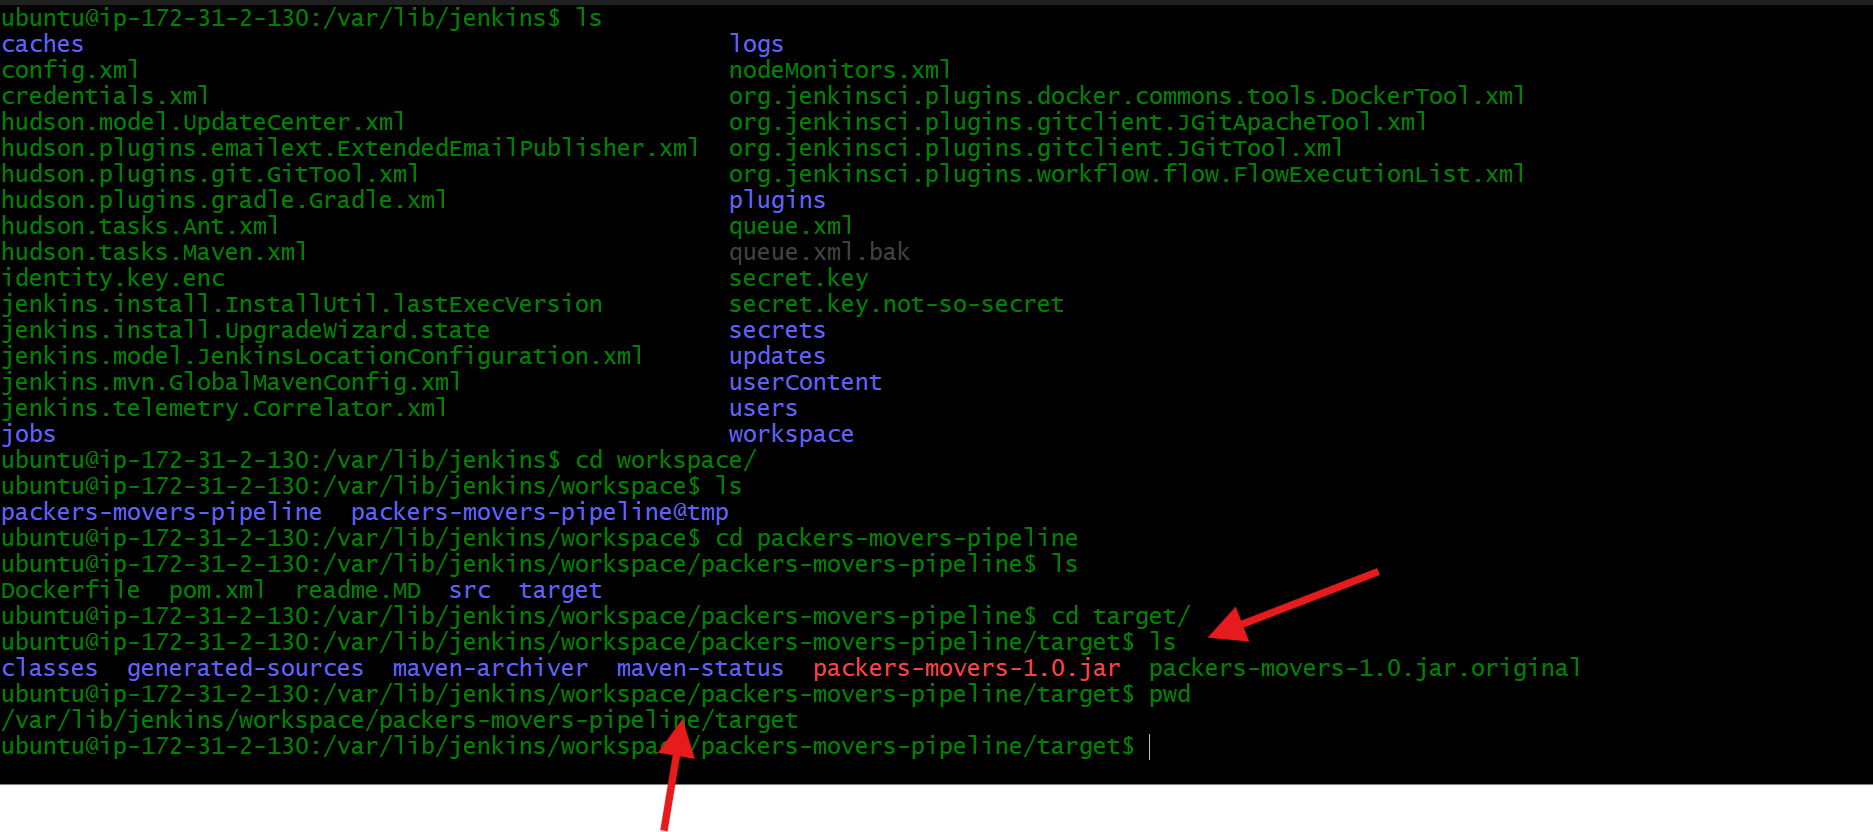 ubuntu@ip-172-31-2-130:/var/lib/jenkins$ ls
caches logs
config.xml nodeMonitors.xml
credentials.xml org.jenkinsci.plugins.docker.commons.tools.DockerTool.xml
hudson.model.UpdateCenter.xml org.jenkinsci.plugins.gitclient.JGitApacheTool.xml
hudson.plugins.emailext.ExtendedEmailPublisher.xml org.jenkinsci.plugins.gitclient.JGitTool.xml
hudson.plugins.git.GitTool.xml org.jenkinsci.plugins.workflow.flow.FlowExecutionList.xml
hudson.plugins.gradle.Gradle.xml plugins
hudson.tasks.Ant.xml queue.xml
hudson.tasks.Maven.xml queue.xml.bak
identity.key.enc secret.key
jenkins.install.InstallUtil.lastExecVersion secret.key.not-so-secret
jenkins.install.UpgradeWizard.state secrets
jenkins.model.JenkinsLocationConfiguration.xml updates
jenkins.mvn.GlobalMavenConfig.xml userContent
jenkins.telemetry.Correlator.xml users
jobs workspace
ubuntu@ip-172-31-2-130:/var/lib/jenkins$ cd workspace/
ubuntu@ip-172-31-2-130:/var/lib/jenkins/workspace$ ls
packers-movers-pipeline packers-movers-pipeline@tmp
ubuntu@ip-172-31-2-130:/var/lib/jenkins/workspace$ cd packers-movers-pipeline
ubuntu@ip-172-31-2-130:/var/lib/jenkins/workspace/packers-movers-pipeline$ ls
Dockerfile pom.xml readme.MD src target
ubuntu@ip-172-31-2-130:/var/lib/jenkins/workspace/packers-movers-pipeline$ cd target/
ubuntu@ip-172-31-2-130:/var/lib/jenkins/workspace/packers-movers-pipeline/target$ ls
classes generated-sources maven-archiver maven-status packers-movers-1.0.jar packers-movers-1.0.jar.original
ubuntu@ip-172-31-2-130:/var/lib/jenkins/workspace/packers-movers-pipeline/target$ pwd
/var/lib/jenkins/workspace/packers-movers-pipeline/target
ubuntu@ip-172-31-2-130:/var/lib/jenkins/workspace/packers-movers-pipeline/target$